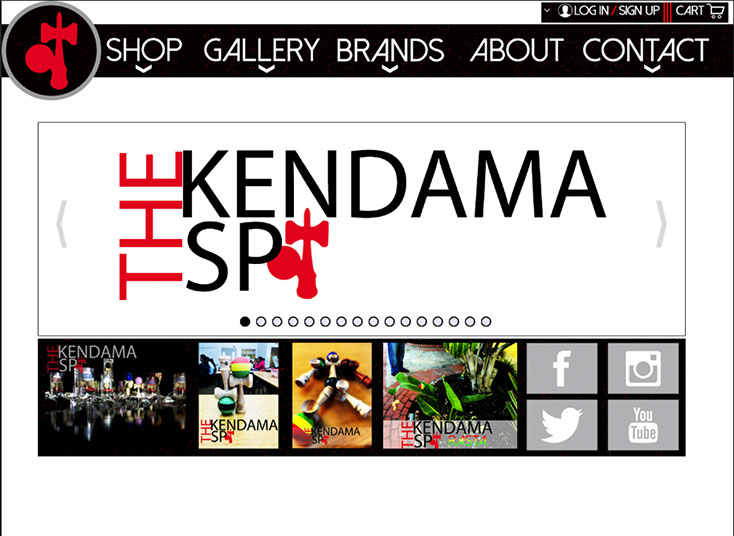 LOG IN / SIGN UP ||| CART
SHOP GALLERY BRANDS ABOUT CONTACT
THE KENDAMA
SP T
THE KENDAMA
SP T
THE KENDAMA
SP T
THE KENDAMA
SP T
THE KENDAMA
SP T RASTA
You
Tube